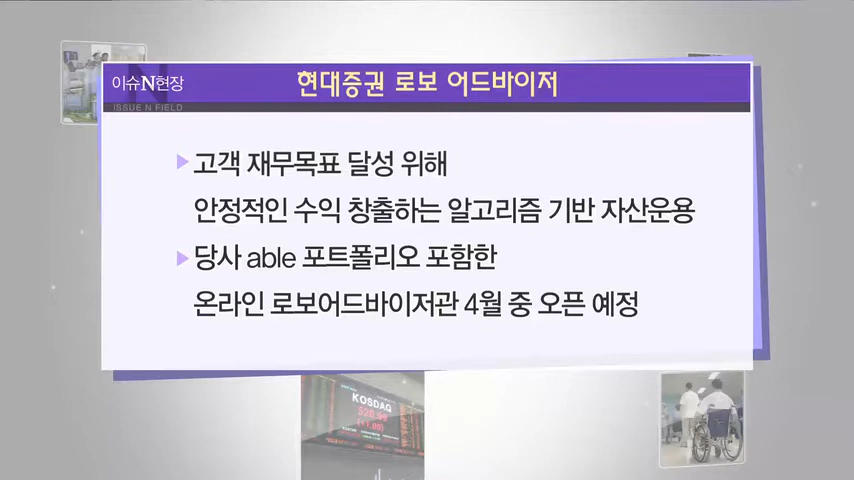 이슈N현장
현대증권 로보 어드바이저
ISSUE N FIELD
▶고객 재무목표 달성 위해
안정적인 수익 창출하는 알고리즘 기반 자산운용
▶당사 able 포트폴리오 포함한
온라인 로보어드바이저관 4월 중 오픈 예정
KOSDAQ